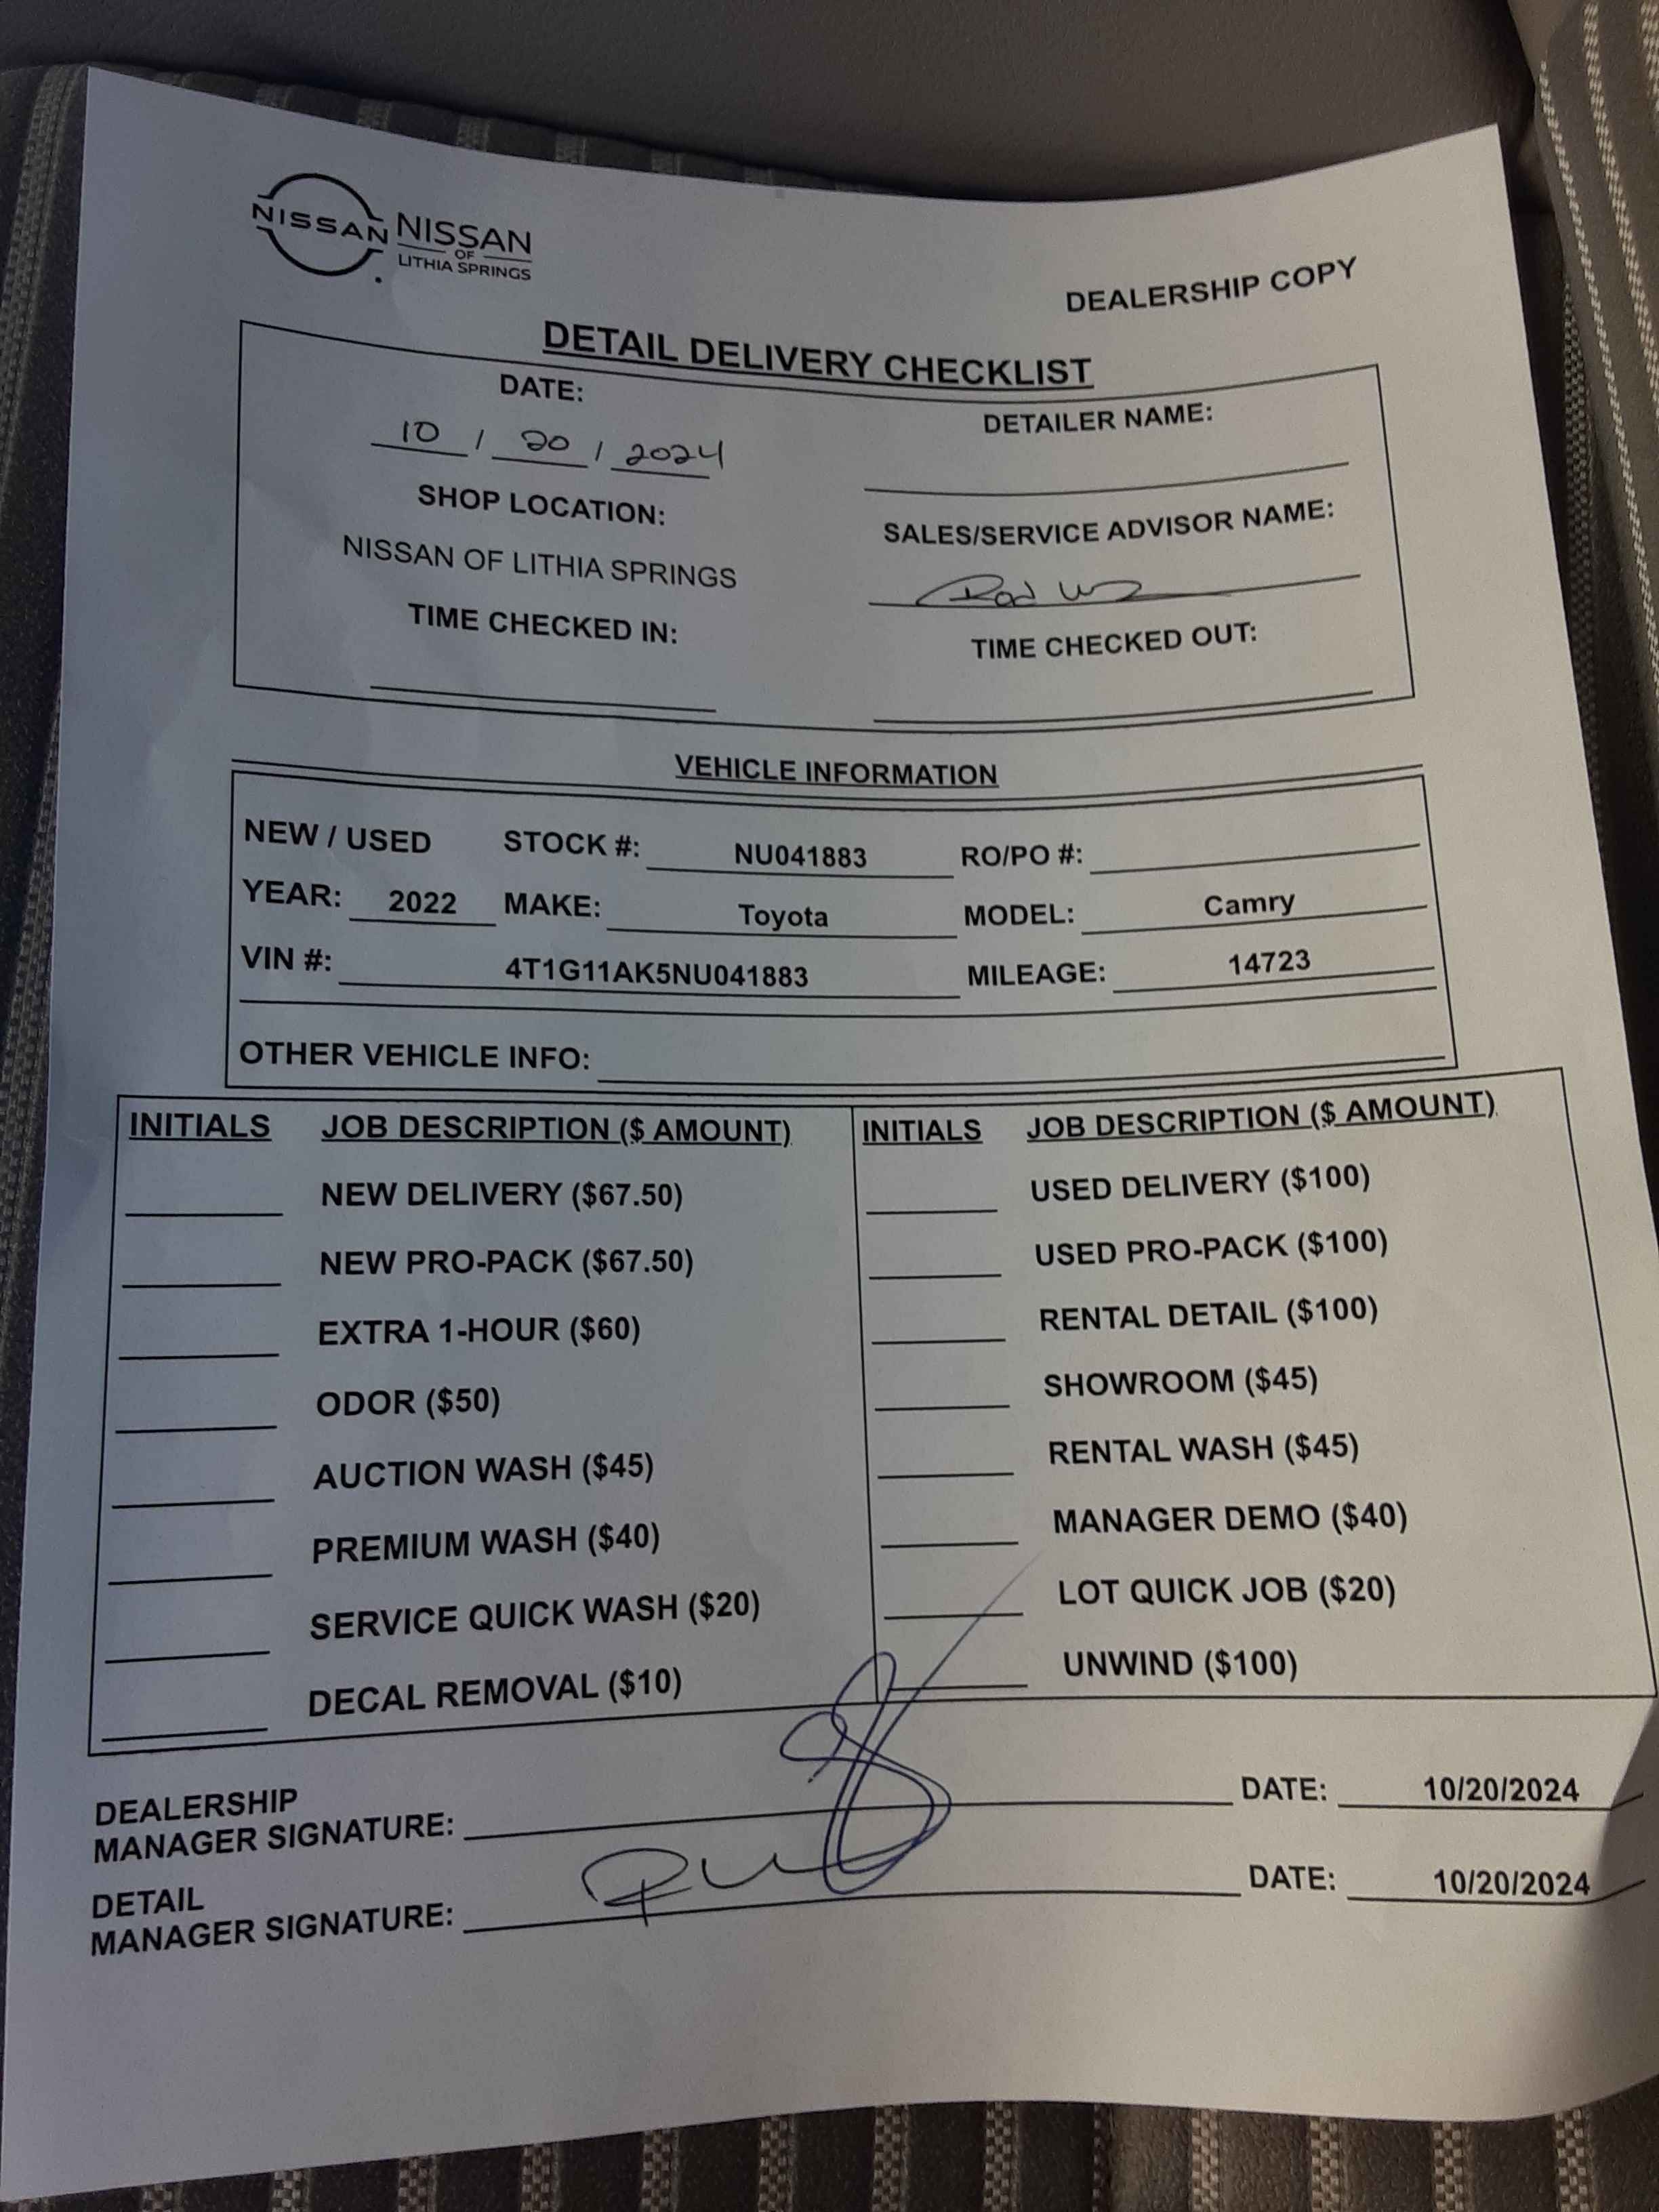 NISSAN NISSAN
OF
LITHIA SPRINGS
DEALERSHIP COPY
DETAIL DELIVERY CHECKLIST
DATE:
10 / 20 / 2024
SHOP LOCATION:
NISSAN OF LITHIA SPRINGS
TIME CHECKED IN:
DETAILER NAME:
SALES/SERVICE ADVISOR NAME:
Rod
TIME CHECKED OUT:
VEHICLE INFORMATION
NEW / USED STOCK #: NU041883 RO/PO #:
YEAR: 2022 MAKE: Toyota MODEL: Camry
VIN #: 4T1G11AK5NU041883 MILEAGE: 14723
OTHER VEHICLE INFO:
INITIALS JOB DESCRIPTION ($ AMOUNT)
NEW DELIVERY ($67.50)
NEW PRO-PACK ($67.50)
EXTRA 1-HOUR ($60)
ODOR ($50)
AUCTION WASH ($45)
PREMIUM WASH ($40)
SERVICE QUICK WASH ($20)
DECAL REMOVAL ($10)
INITIALS JOB DESCRIPTION ($ AMOUNT)
USED DELIVERY ($100)
USED PRO-PACK ($100)
RENTAL DETAIL ($100)
SHOWROOM ($45)
RENTAL WASH ($45)
MANAGER DEMO ($40)
LOT QUICK JOB ($20)
UNWIND ($100)
DEALERSHIP
MANAGER SIGNATURE: DATE: 10/20/2024
DETAIL
MANAGER SIGNATURE: DATE: 10/20/2024